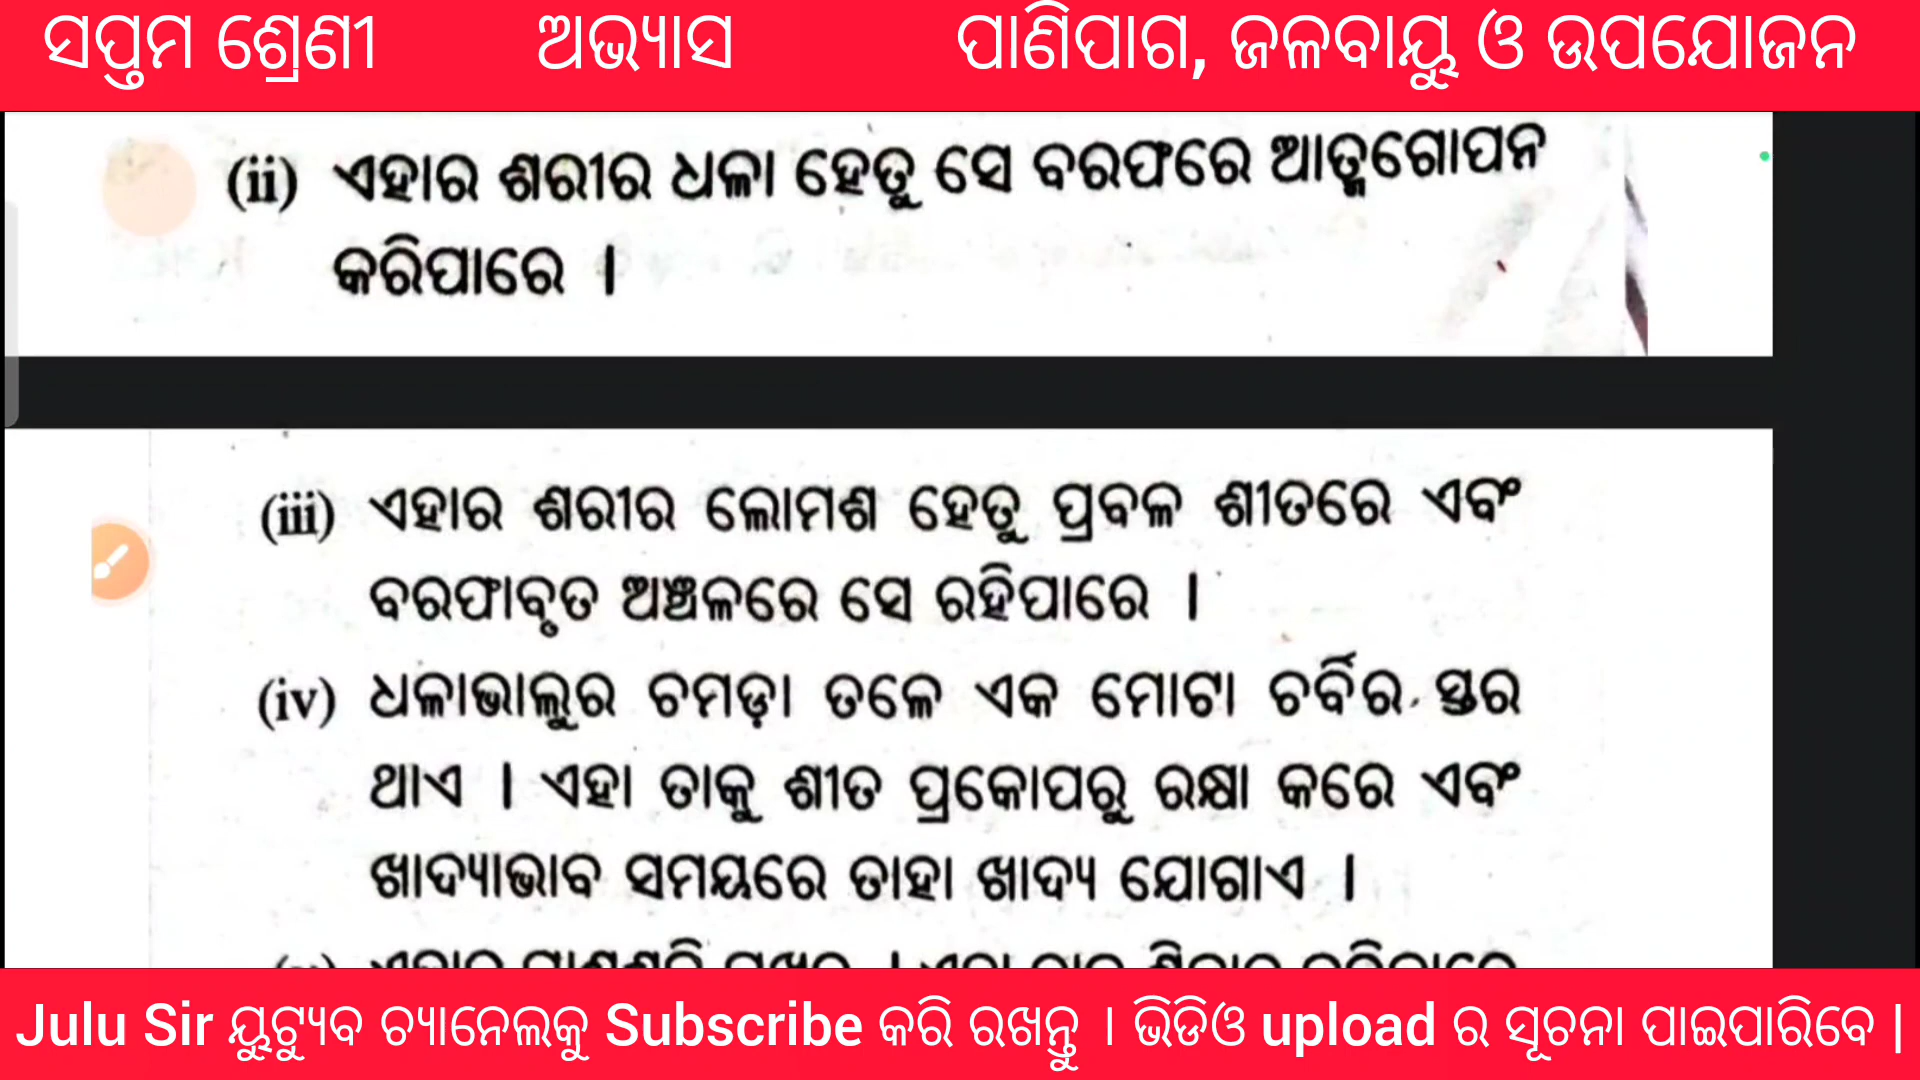 ସପ୍ତମ ଶ୍ରେଣୀ ଅଭ୍ୟାସ ପାଣିପାଗ, ଜଳବାୟୁ ଓ ଉପଯୋଜନ
(ii) ଏହାର ଶରୀର ଧଳା ହେତୁ ସେ ବରଫରେ ଆତ୍ମଗୋପନ
କରିପାରେ ।
(iii) ଏହାର ଶରୀର ଲୋମଶ ହେତୁ ପ୍ରବଳ ଶୀତରେ ଏବଂ
ବରଫାବୃତ ଅଞ୍ଚଳରେ ସେ ରହିପାରେ ।
(iv) ଧଳାଭାଲୁର ଚମଡ଼ା ତଳେ ଏକ ମୋଟା ଚର୍ବିର ସ୍ତର
ଥାଏ । ଏହା ତାକୁ ଶୀତ ପ୍ରକୋପରୁ ରକ୍ଷା କରେ ଏବଂ
ଖାଦ୍ୟାଭାବ ସମୟରେ ତାହା ଖାଦ୍ୟ ଯୋଗାଏ ।
Julu Sir ୟୁଟ୍ୟୁବ ଚ୍ୟାନେଲକୁ Subscribe କରି ରଖନ୍ତୁ । ଭିଡିଓ upload ର ସୂଚନା ପାଇପାରିବେ |